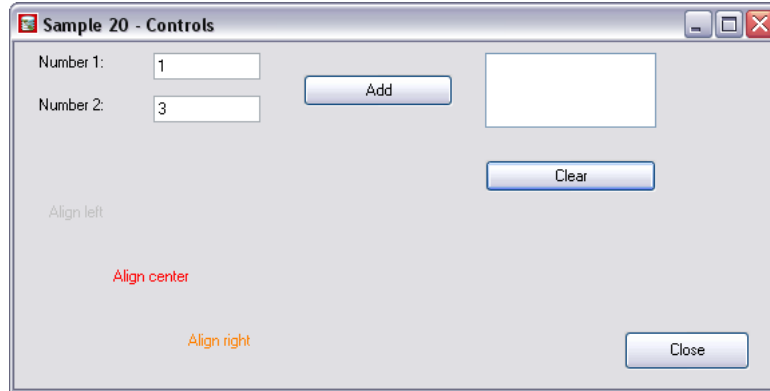 Sample 20 - Controls
Number 1:
1
Add
Number 2:
3
Clear
Align left
Align center
Align right
Close